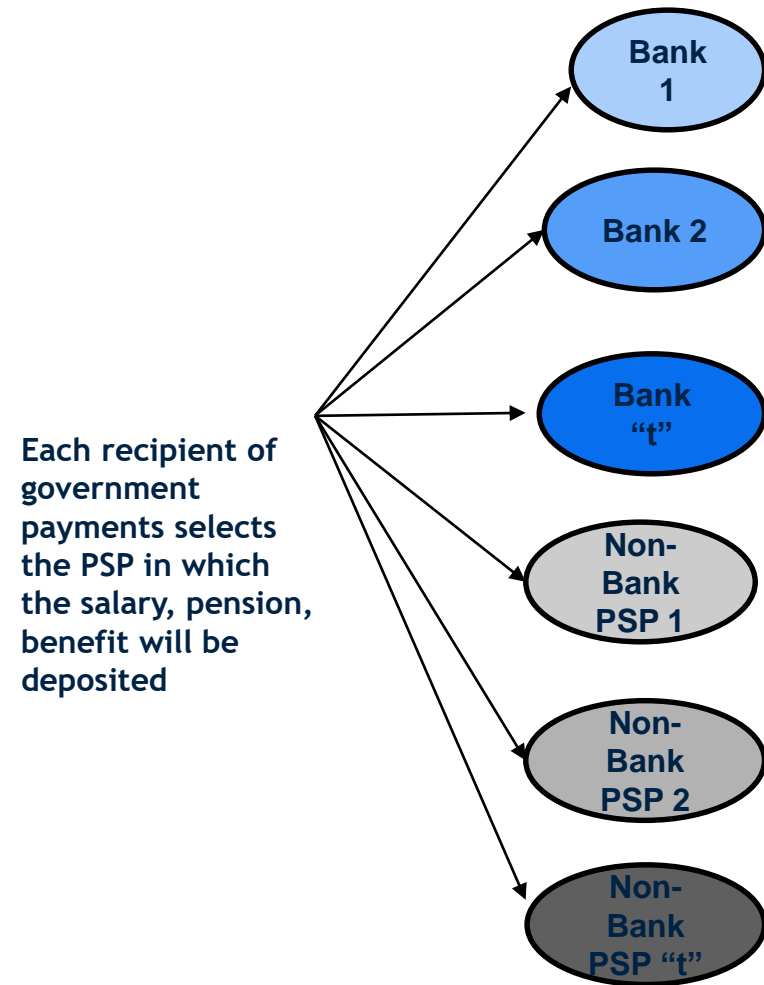 Bank
1
Bank 2
Bank
“t”
Each recipient of
government
payments selects
the PSP in which
the salary, pension,
benefit will be
deposited
Non-
Bank
PSP 1
Non-
Bank
PSP 2
Non-
Bank
PSP “t”